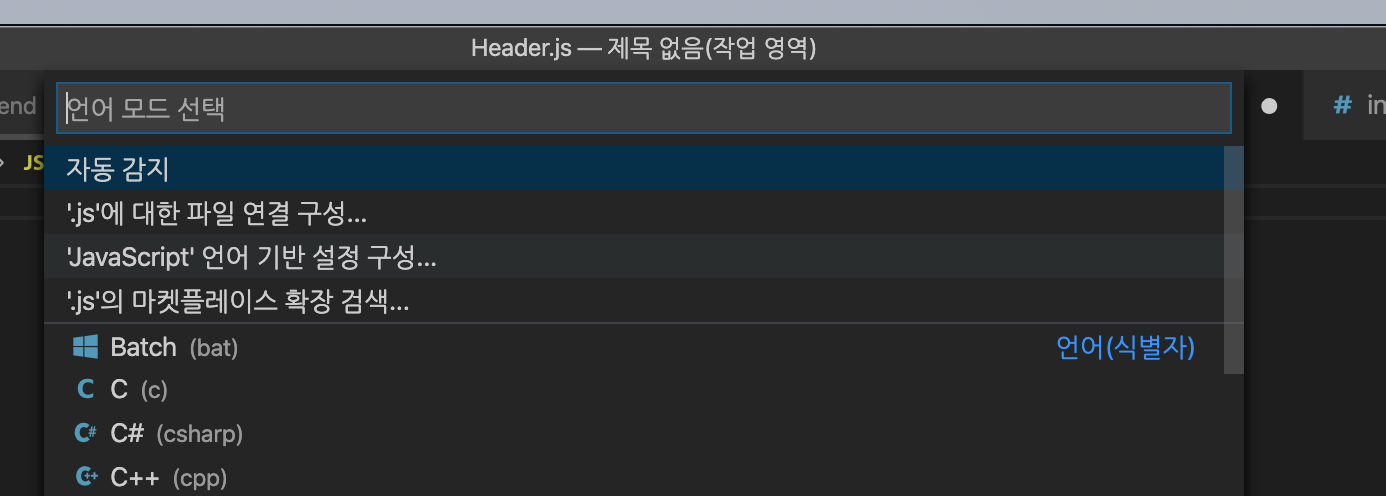 Header.js — 제목 없음(작업 영역)
end
언어 모드 선택
# in
JS
자동 감지
'.js'에 대한 파일 연결 구성...
'JavaScript' 언어 기반 설정 구성...
'.js'의 마켓플레이스 확장 검색...
Batch (bat) 언어(식별자)
C C (c)
C# C# (csharp)
C++ C++ (cpp)